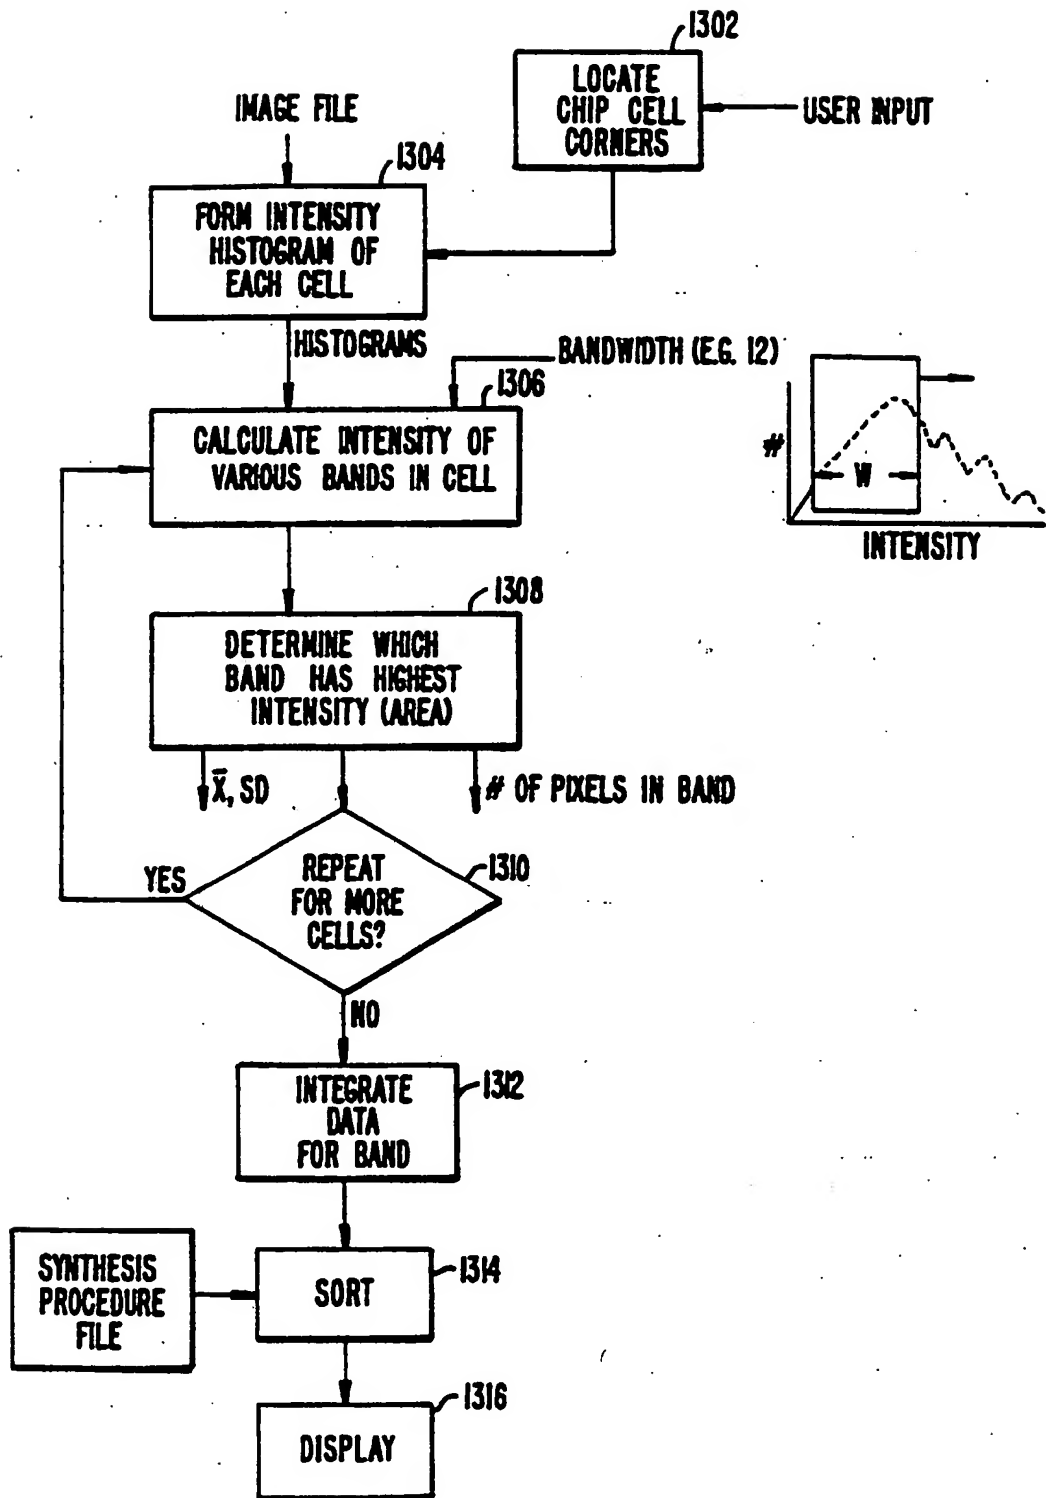 1302
LOCATE
CHIP CELL
CORNERS
USER INPUT
IMAGE FILE
1304
FORM INTENSITY
HISTOGRAM OF
EACH CELL
HISTOGRAMS
BANDWIDTH (E.G. 12)
1306
CALCULATE INTENSITY OF
VARIOUS BANDS IN CELL
#
W
INTENSITY
1308
DETERMINE WHICH
BAND HAS HIGHEST
INTENSITY (AREA)
X̄, SD
# OF PIXELS IN BAND
YES
REPEAT
FOR MORE
CELLS?
1310
NO
INTEGRATE
DATA
FOR BAND
1312
SYNTHESIS
PROCEDURE
FILE
SORT
1314
DISPLAY
1316